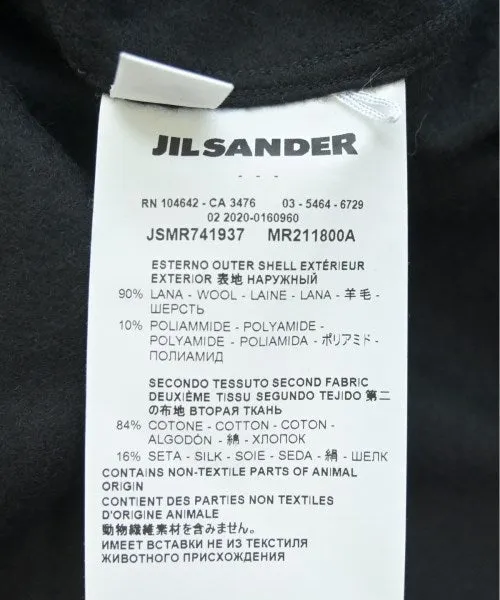 JIL SANDER
- - -
RN 104642 - CA 3476 03 - 5464 - 6729
02 2020-0160960
JSMR741937 MR211800A
ESTERNO OUTER SHELL EXTÉRIEUR
EXTERIOR 表地 НАРУЖНЫЙ
90% LANA - WOOL - LAINE - LANA - 羊毛 -
ШЕРСТЬ
10% POLIAMMIDE - POLYAMIDE -
POLYAMIDE - POLIAMIDA - ポリアミド -
ПОЛИАМИД
SECONDO TESSUTO SECOND FABRIC
DEUXIÈME TISSU SEGUNDO TEJIDO 第二
の布地 ВТОРАЯ ТКАНЬ
84% COTONE - COTTON - COTON -
ALGODÓN - 綿 - ХЛОПОК
16% SETA - SILK - SOIE - SEDA - 絹 - ШЕЛК
CONTAINS NON-TEXTILE PARTS OF ANIMAL
ORIGIN
CONTIENT DES PARTIES NON TEXTILES
D'ORIGINE ANIMALE
動物繊維素材を含みません。
ИМЕЕТ ВСТАВКИ НЕ ИЗ ТЕКСТИЛЯ
ЖИВОТНОГО ПРИСХОЖДЕНИЯ